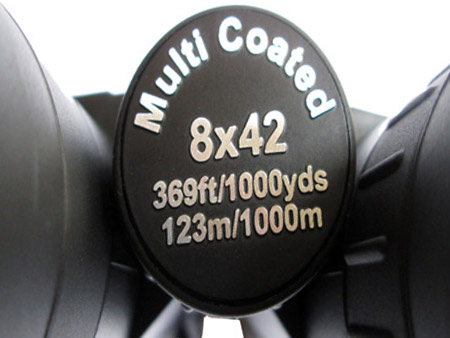 Multi Coated
8x42
369ft/1000yds
123m/1000m